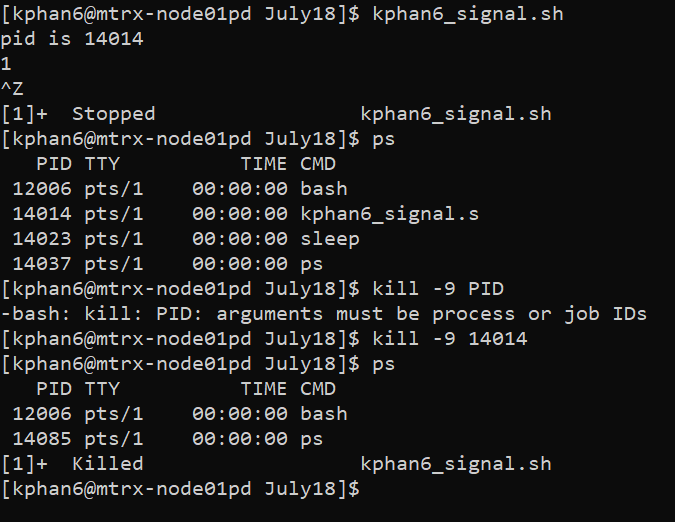 [kphan6@mtrx-node01pd July18]$ kphan6_signal.sh
pid is 14014
1
^Z
[1]+  Stopped                 kphan6_signal.sh
[kphan6@mtrx-node01pd July18]$ ps
   PID TTY          TIME CMD
 12006 pts/1    00:00:00 bash
 14014 pts/1    00:00:00 kphan6_signal.s
 14023 pts/1    00:00:00 sleep
 14037 pts/1    00:00:00 ps
[kphan6@mtrx-node01pd July18]$ kill -9 PID
-bash: kill: PID: arguments must be process or job IDs
[kphan6@mtrx-node01pd July18]$ kill -9 14014
[kphan6@mtrx-node01pd July18]$ ps
   PID TTY          TIME CMD
 12006 pts/1    00:00:00 bash
 14085 pts/1    00:00:00 ps
[1]+  Killed                  kphan6_signal.sh
[kphan6@mtrx-node01pd July18]$